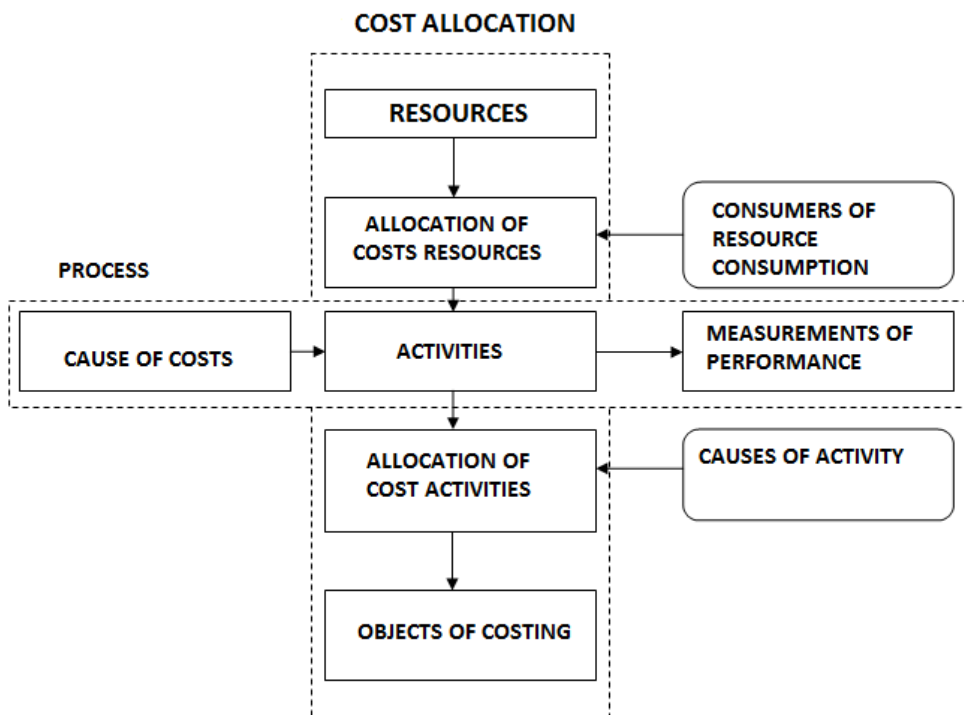 COST ALLOCATION
RESOURCES
ALLOCATION OF
COSTS RESOURCES
CONSUMERS OF
RESOURCE
CONSUMPTION
PROCESS
CAUSE OF COSTS
ACTIVITIES
MEASUREMENTS OF
PERFORMANCE
ALLOCATION OF
COST ACTIVITIES
CAUSES OF ACTIVITY
OBJECTS OF COSTING